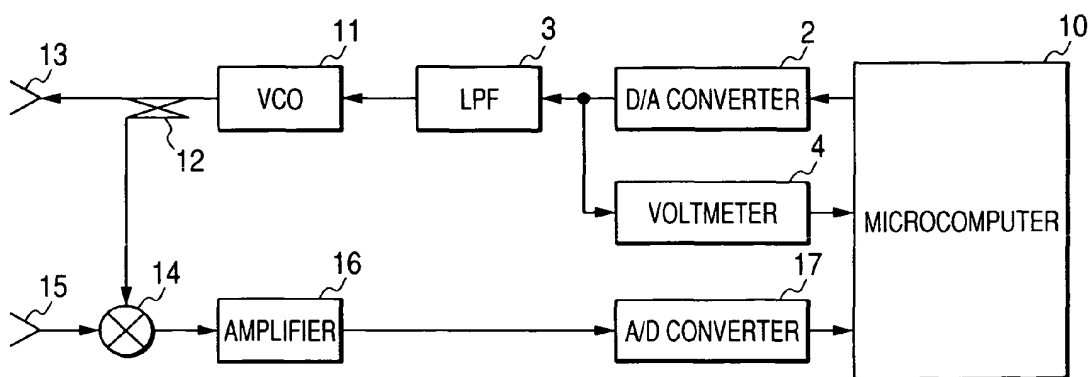 13
11
VCO
3
LPF
2
D/A CONVERTER
10
MICROCOMPUTER
12
4
VOLTMETER
15
14
16
AMPLIFIER
17
A/D CONVERTER